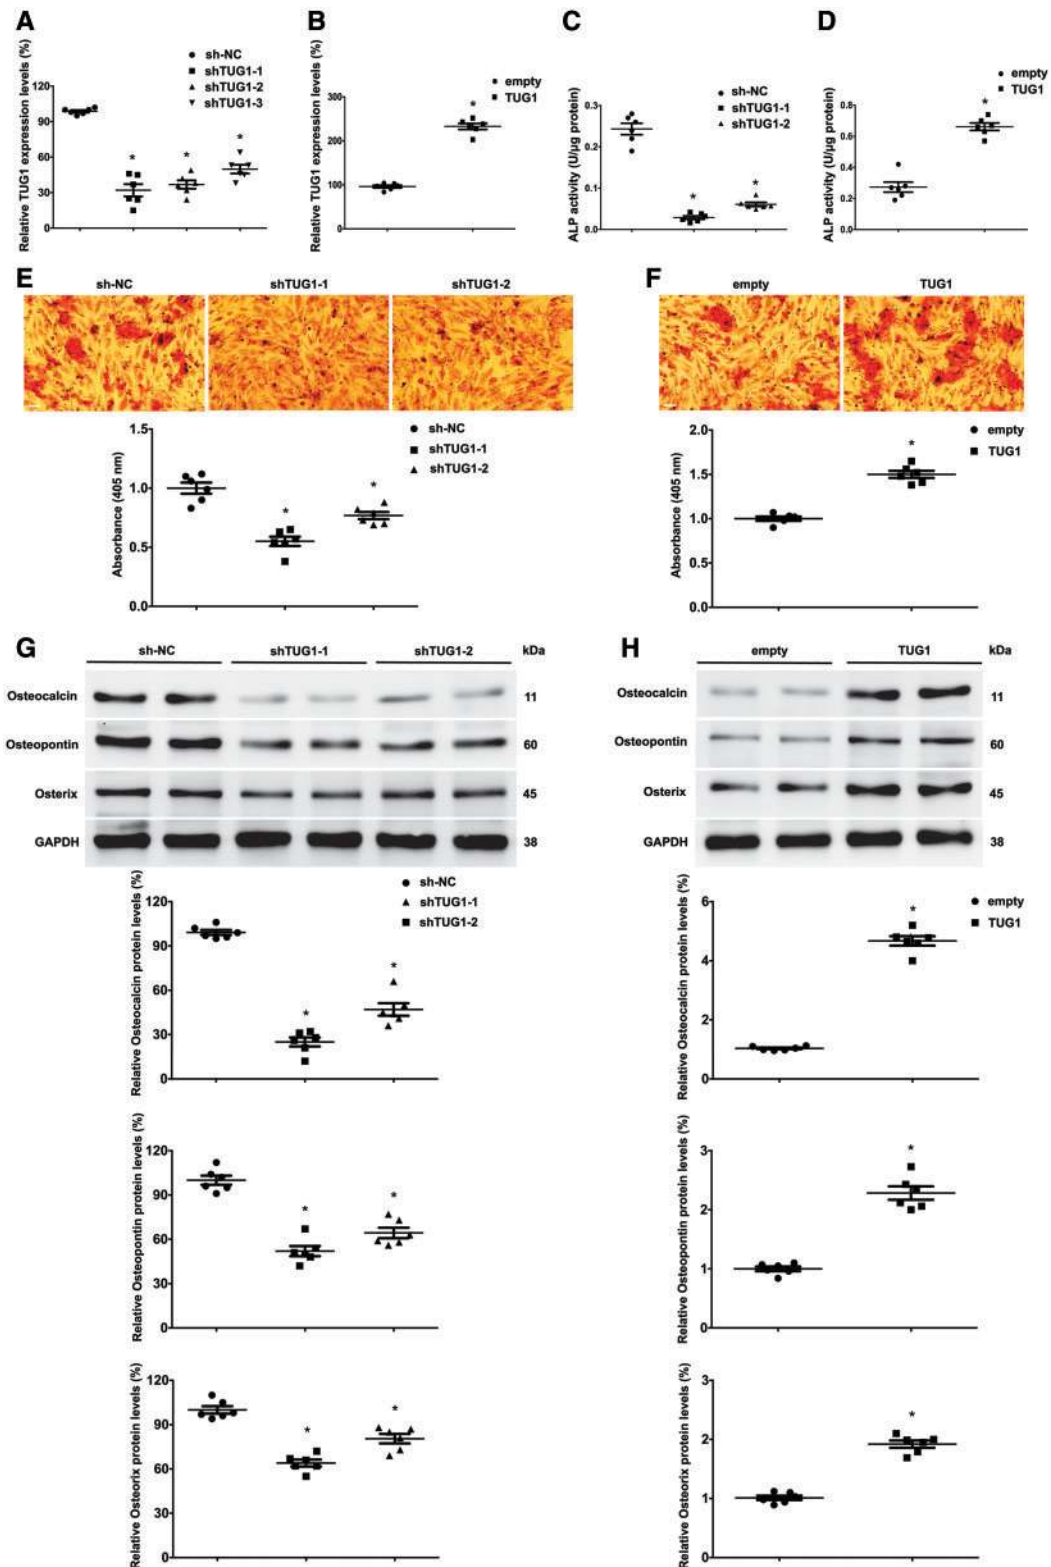 A
Relative TUG1 expression levels (%)
120
90
60
30
0
sh-NC
shTUG1-1
shTUG1-2
shTUG1-3
*
*
*
B
Relative TUG1 expression levels (%)
300
200
100
0
empty
TUG1
*
C
ALP activity (U/μg protein)
0.3
0.2
0.1
0.0
sh-NC
shTUG1-1
shTUG1-2
*
*
D
ALP activity (U/μg protein)
0.8
0.6
0.4
0.2
0.0
empty
TUG1
*
E
sh-NC shTUG1-1 shTUG1-2
Absorbance (405 nm)
1.5
1.0
0.5
0.0
sh-NC
shTUG1-1
shTUG1-2
*
*
F
empty TUG1
Absorbance (405 nm)
2.0
1.5
1.0
0.5
0.0
empty
TUG1
*
G
sh-NC shTUG1-1 shTUG1-2 kDa
Osteocalcin 11
Osteopontin 60
Osterix 45
GAPDH 38
Relative Osteocalcin protein levels (%)
120
90
60
30
0
sh-NC
shTUG1-1
shTUG1-2
*
*
Relative Osteopontin protein levels (%)
120
90
60
30
0
*
*
Relative Osteorix protein levels (%)
120
90
60
30
0
*
*
H
empty TUG1 kDa
Osteocalcin 11
Osteopontin 60
Osterix 45
GAPDH 38
Relative Osteocalcin protein levels (%)
6
4
2
0
empty
TUG1
*
Relative Osteopontin protein levels (%)
3
2
1
0
*
Relative Osteorix protein levels (%)
3
2
1
0
*